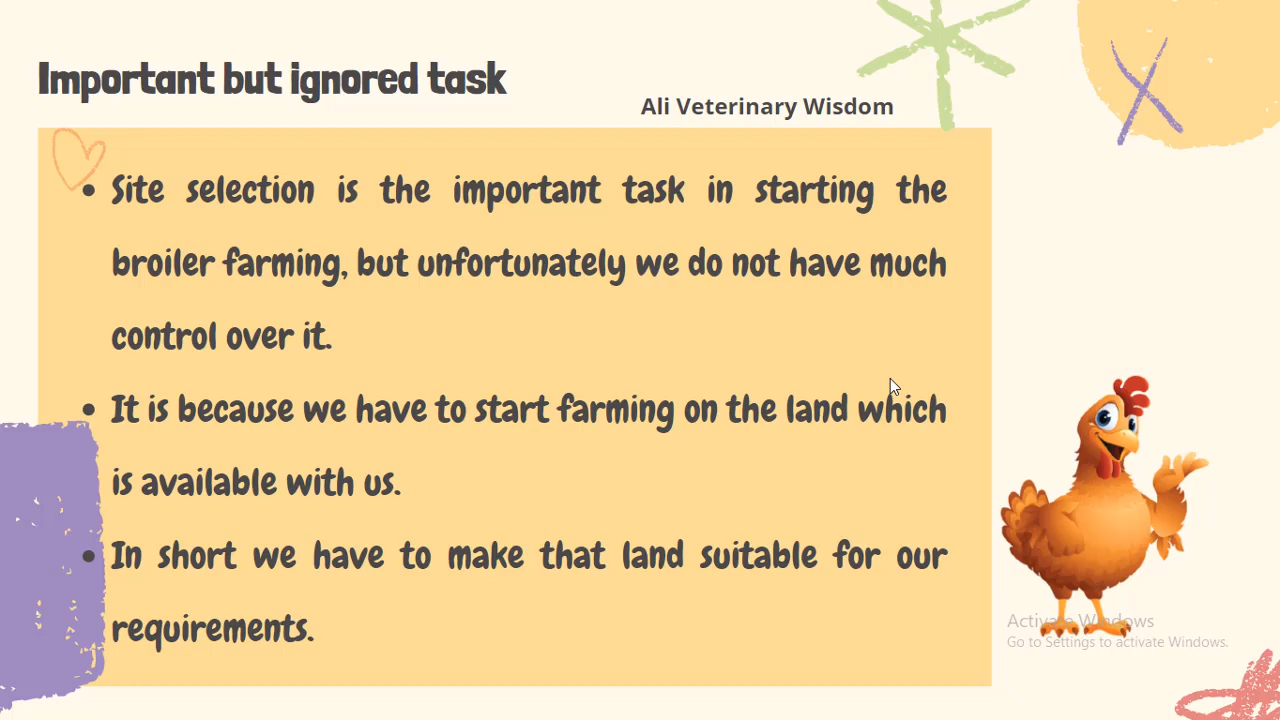 Important but ignored task
Ali Veterinary Wisdom
• Site selection is the important task in starting the
broiler farming, but unfortunately we do not have much
control over it.
• It is because we have to start farming on the land which
is available with us.
• In short we have to make that land suitable for our
requirements.
Activate Windows
Go to Settings to activate Windows.